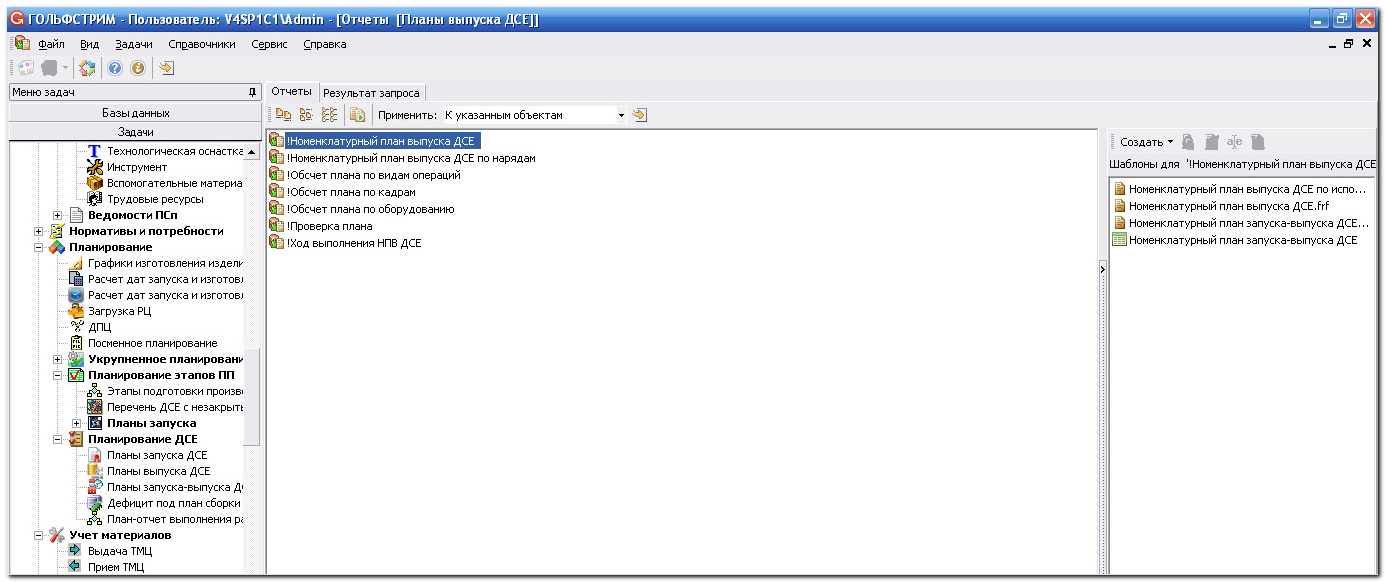 ГОЛЬФСТРИМ - Пользователь: V4SP1C1\Admin - [Отчеты [Планы выпуска ДСЕ]]
Файл Вид Задачи Справочники Сервис Справка
Меню задач
Базы данных
Задачи
Технологическая оснастка
Инструмент
Вспомогательные материа
Трудовые ресурсы
Ведомости ПСп
Нормативы и потребности
Планирование
Графики изготовления издели
Расчет дат запуска и изготовл
Расчет дат запуска и изготовл
Загрузка РЦ
ДПЦ
Посменное планирование
Укрупненное планировани
Планирование этапов ПП
Этапы подготовки произв
Перечень ДСЕ с незакрыть
Планы запуска
Планирование ДСЕ
Планы запуска ДСЕ
Планы выпуска ДСЕ
Планы запуска-выпуска Д
Дефицит под план сборки
План-отчет выполнения ра
Учет материалов
Выдача ТМЦ
Прием ТМЦ
Отчеты Результат запроса
Применить: К указанным объектам
!Номенклатурный план выпуска ДСЕ
!Номенклатурный план выпуска ДСЕ по нарядам
!Обсчет плана по видам операций
!Обсчет плана по кадрам
!Обсчет плана по оборудованию
!Проверка плана
!Ход выполнения НПВ ДСЕ
Создать
Шаблоны для '!Номенклатурный план выпуска ДСЕ
Номенклатурный план выпуска ДСЕ по испо...
Номенклатурный план выпуска ДСЕ.frf
Номенклатурный план запуска-выпуска ДСЕ...
Номенклатурный план запуска-выпуска ДСЕ